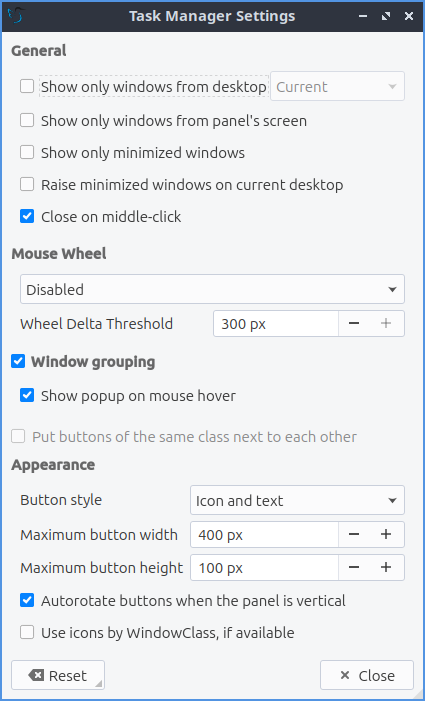 Task Manager Settings
General
Show only windows from desktop Current
Show only windows from panel's screen
Show only minimized windows
Raise minimized windows on current desktop
Close on middle-click
Mouse Wheel
Disabled
Wheel Delta Threshold 300 px
Window grouping
Show popup on mouse hover
Put buttons of the same class next to each other
Appearance
Button style Icon and text
Maximum button width 400 px
Maximum button height 100 px
Autorotate buttons when the panel is vertical
Use icons by WindowClass, if available
Reset Close